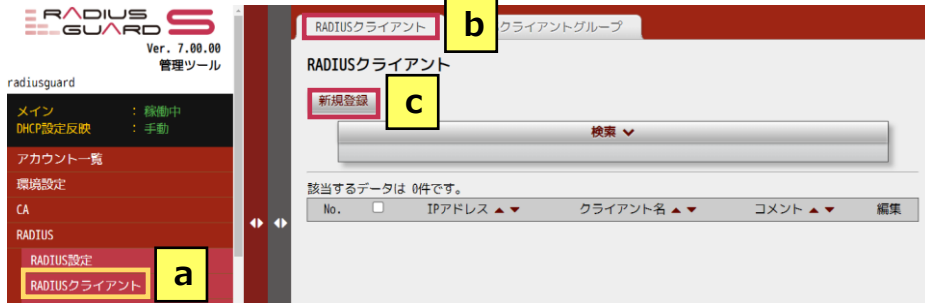 RADIUS
GUARD S
Ver. 7.00.00
管理ツール
radiusguard
メイン : 稼働中
DHCP設定反映 : 手動
アカウント一覧
環境設定
CA
RADIUS
RADIUS設定
RADIUSクライアント
a
RADIUSクライアント
b
クライアントグループ
RADIUSクライアント
新規登録
c
検索
該当するデータは 0件です。
No. IPアドレス ▲ ▼ クライアント名 ▲ ▼ コメント ▲ ▼ 編集